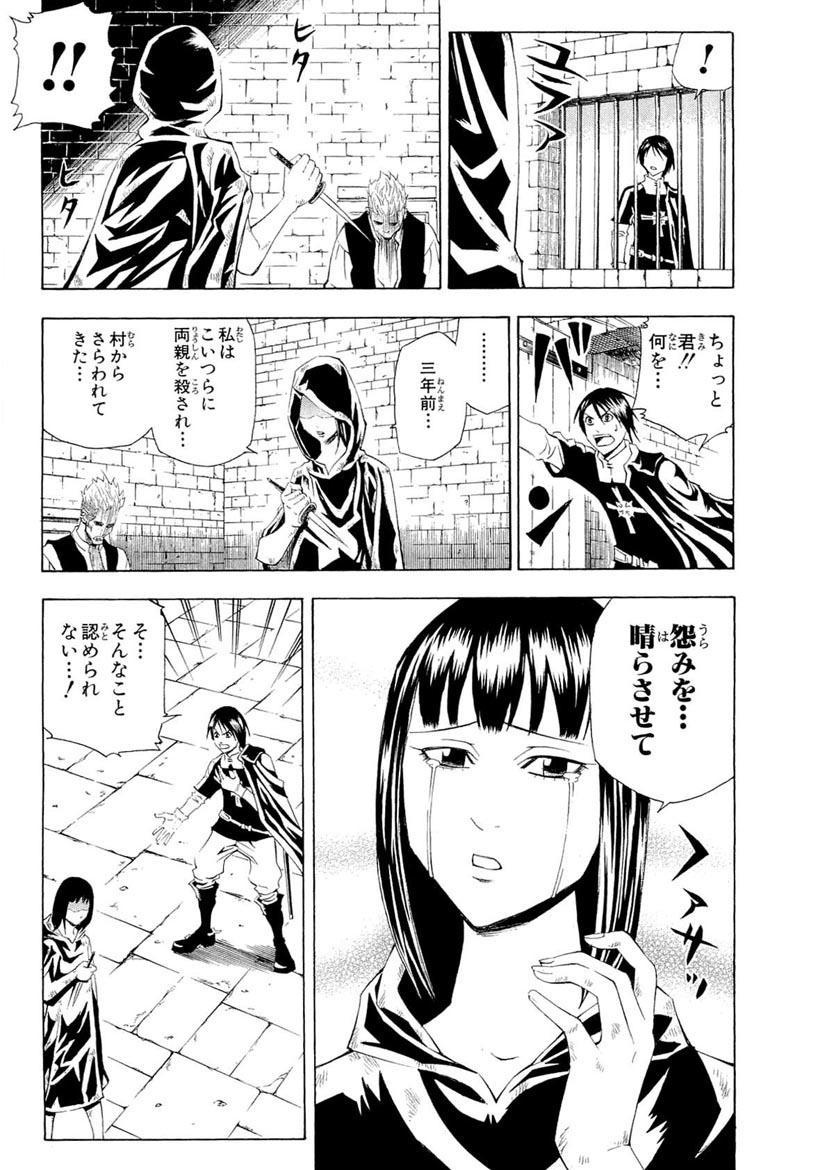 ！
ユラァ
ヒタ
ヒタ
！！
ちょっと
君！！
何を…
バン
………
三年前…
私は
こいつらに
両親を殺され…
村から
さらわれて
きた…
怨みを…
晴らさせて
ファサッ
そ…
そんなこと
認められ
ない…！